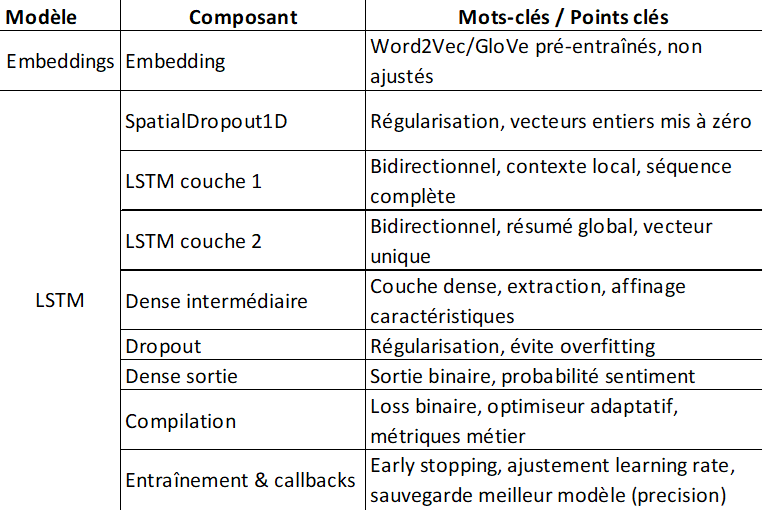 Modèle Composant Mots-clés / Points clés
Embeddings Embedding Word2Vec/GloVe pré-entraînés, non
ajustés
LSTM
SpatialDropout1D Régularisation, vecteurs entiers mis à zéro
LSTM couche 1 Bidirectionnel, contexte local, séquence
complète
LSTM couche 2 Bidirectionnel, résumé global, vecteur
unique
Dense intermédiaire Couche dense, extraction, affinage
caractéristiques
Dropout Régularisation, évite overfitting
Dense sortie Sortie binaire, probabilité sentiment
Compilation Loss binaire, optimiseur adaptatif,
métriques métier
Entraînement & callbacks Early stopping, ajustement learning rate,
sauvegarde meilleur modèle (precision)